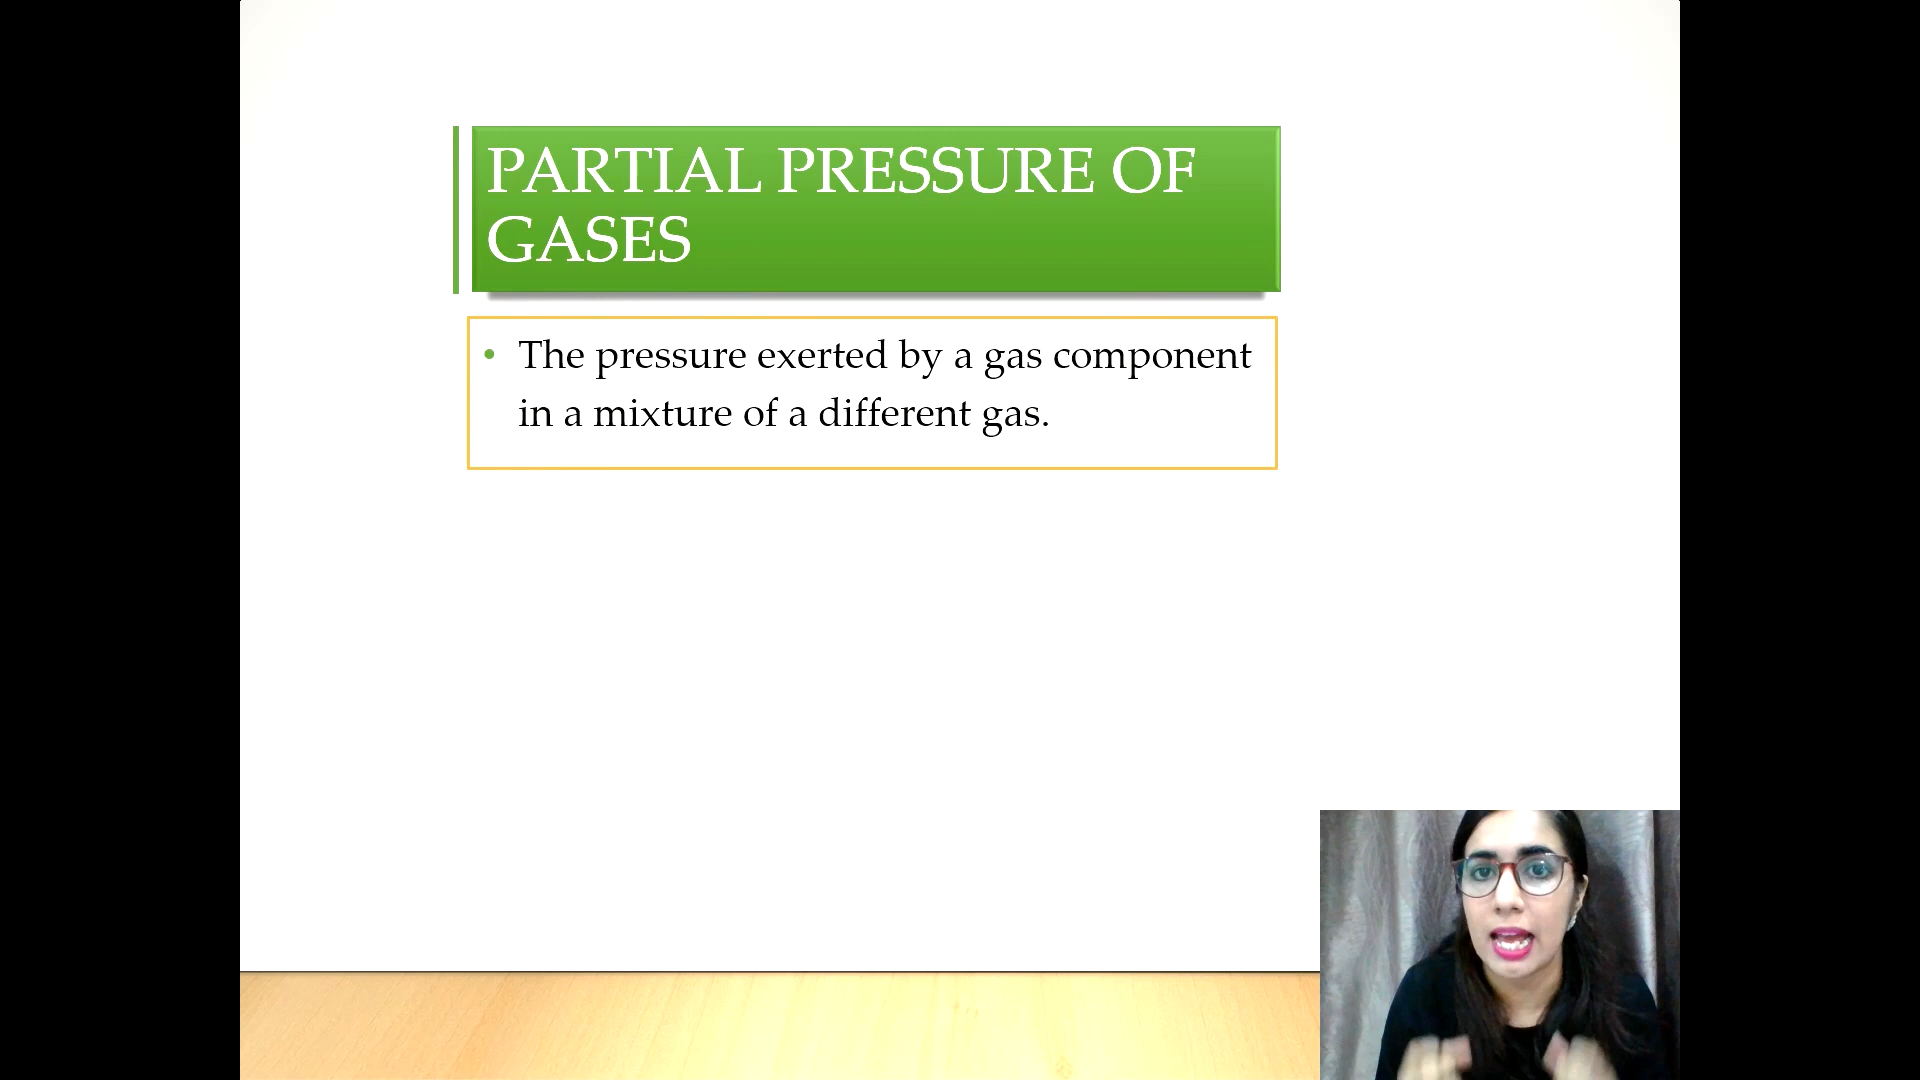 PARTIAL PRESSURE OF
GASES
• The pressure exerted by a gas component
in a mixture of a different gas.